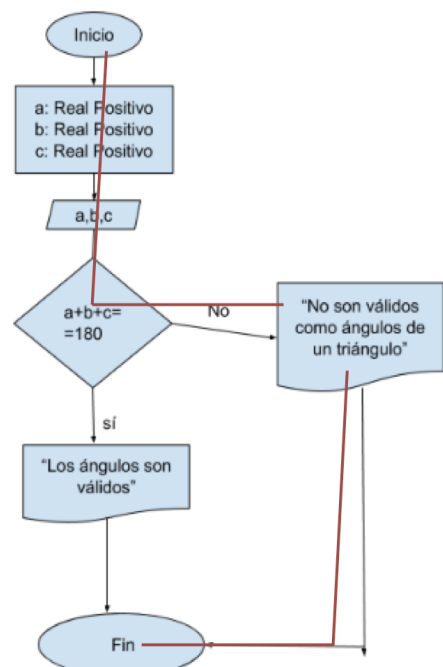 Inicio
a: Real Positivo
b: Real Positivo
c: Real Positivo
a,b,c
a+b+c=
=180
No
“No son válidos
como ángulos de
un triángulo”
sí
“Los ángulos son
válidos”
Fin